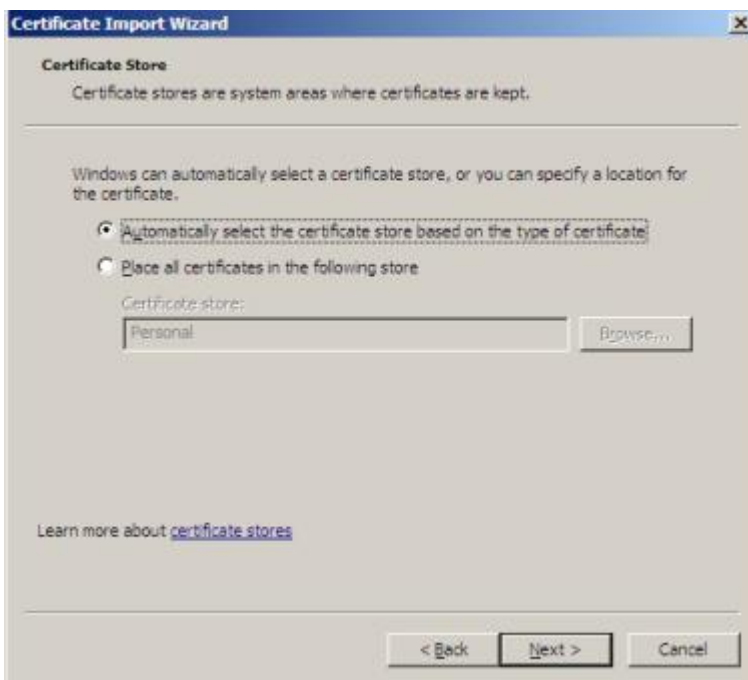 Certificate Import Wizard
Certificate Store
Certificate stores are system areas where certificates are kept.
Windows can automatically select a certificate store, or you can specify a location for
the certificate.
Automatically select the certificate store based on the type of certificate
Place all certificates in the following store
Certificate store:
Personal
Browse...
Learn more about certificate stores
< Back
Next >
Cancel